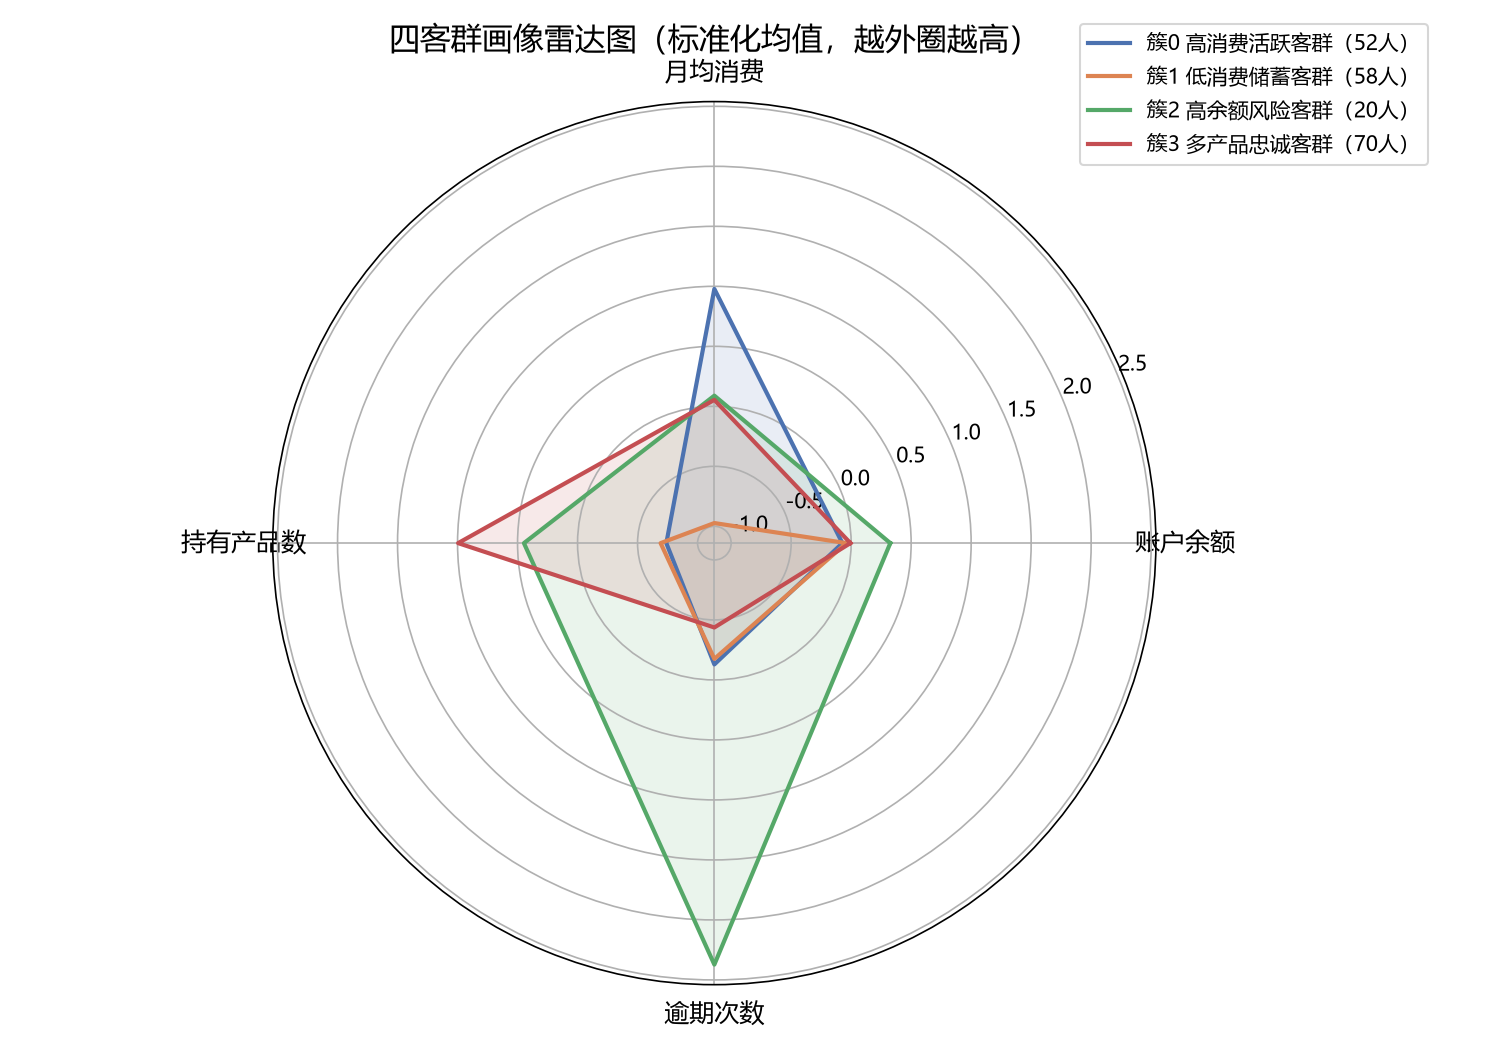 四客群画像雷达图（标准化均值，越外圈越高）
月均消费
簇0 高消费活跃客群（52人）
簇1 低消费储蓄客群（58人）
簇2 高余额风险客群（20人）
簇3 多产品忠诚客群（70人）
2.5
2.0
1.5
1.0
0.5
0.0
-0.5
-1.0
持有产品数
账户余额
逾期次数